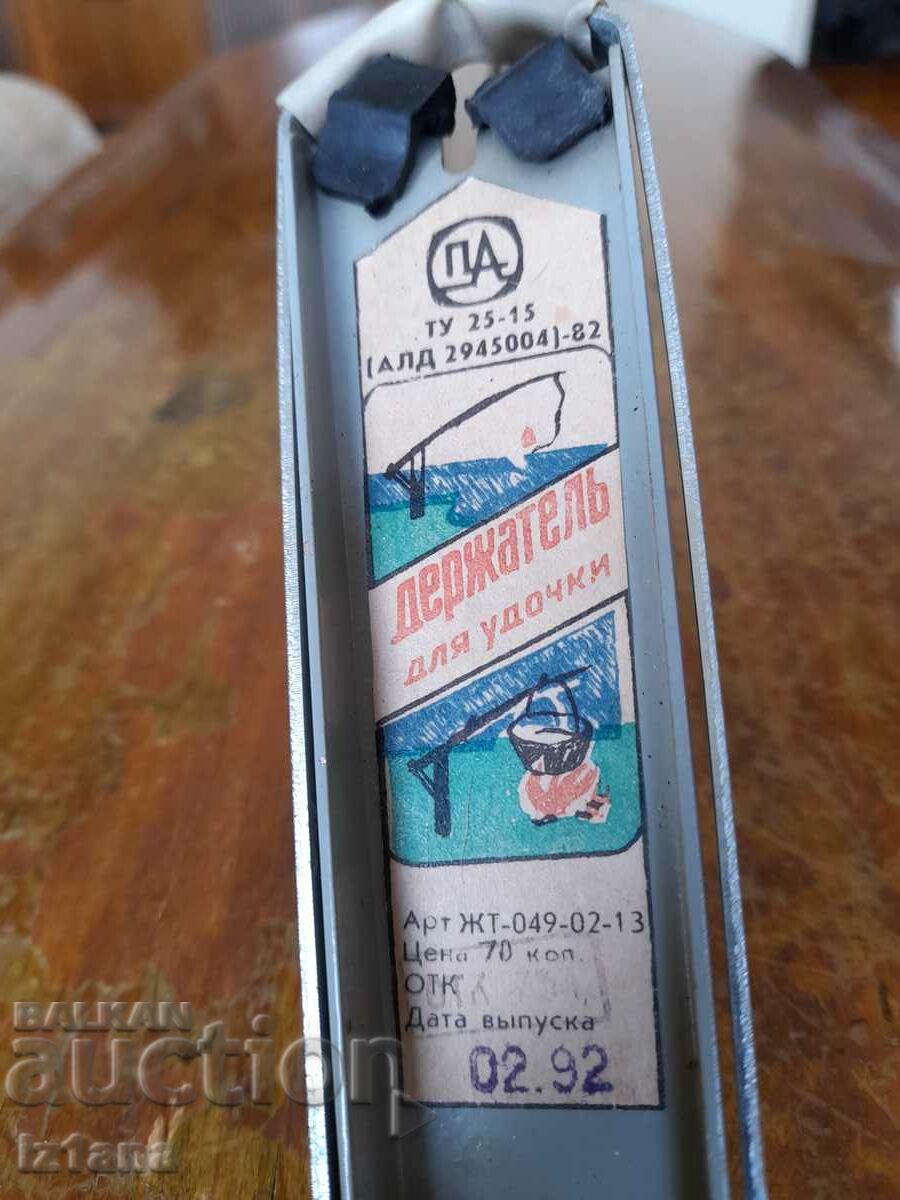 ДА
ТУ 25-15
(АЛД 2945004)-82
держатель
для удочки
Арт ЖТ-049-02-13
Цена 70 коп.
ОТК
Дата выпуска
02.92
BALKAN
auction
iz1ana